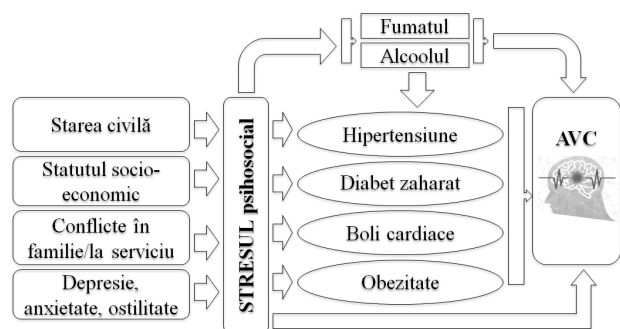 Fumatul
Alcoolul
Starea civilă
Statutul socio-
economic
Conflicte în
familie/la serviciu
Depresie,
anxietate, ostilitate
STRESUL psihosocial
Hipertensiune
Diabet zaharat
Boli cardiace
Obezitate
AVC